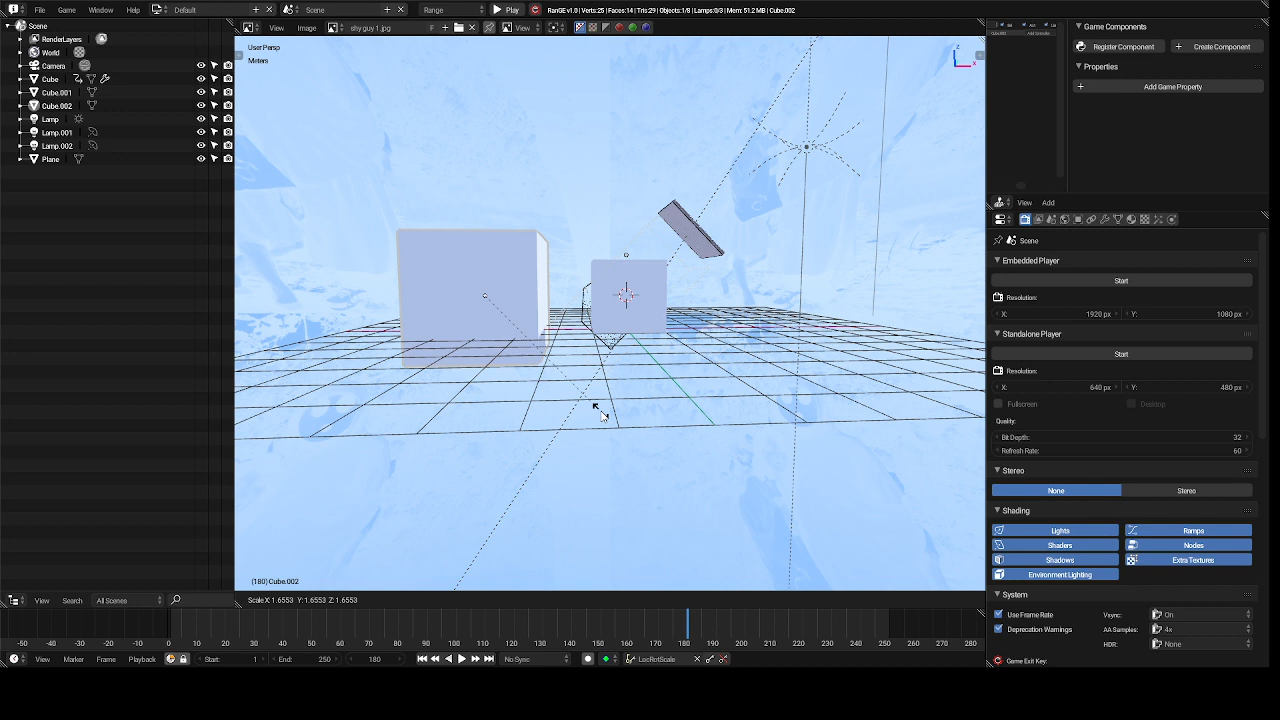 File Game Window Help Default Scene Range Play RanGE v1.0 | Verts:25 | Faces:14 | Tris:29 | Objects:1/8 | Lamps:0/3 | Mem: 51.2 MB | Cube.002
View Image shy guy 1.jpg F View
Scene
RenderLayers
World
Camera
Cube
Cube.001
Cube.002
Lamp
Lamp.001
Lamp.002
Plane
View Search All Scenes
User Persp
Meters
z
x
(180) Cube.002
Scale X: 1.6553 Y: 1.6553 Z: 1.6553
-50 -40 -30 -20 -10 0 10 20 30 40 50 60 70 80 90 100 110 120 130 140 150 160 170 180 190 200 210 220 230 240 250 260 270 280
View Marker Frame Playback Start: 1 End: 250 180 No Sync LocRotScale
Cube.002 Add Controller
View Add
Game Components
Register Component Create Component
Properties
Add Game Property
Scene
Embedded Player
Start
Resolution:
X: 1920 px Y: 1080 px
Standalone Player
Start
Resolution:
X: 640 px Y: 480 px
Fullscreen Desktop
Quality:
Bit Depth: 32
Refresh Rate: 60
Stereo
None Stereo
Shading
Lights Ramps
Shaders Nodes
Shadows Extra Textures
Environment Lighting
System
Use Frame Rate Vsync: On
Deprecation Warnings AA Samples: 4x
HDR: None
Game Exit Key: